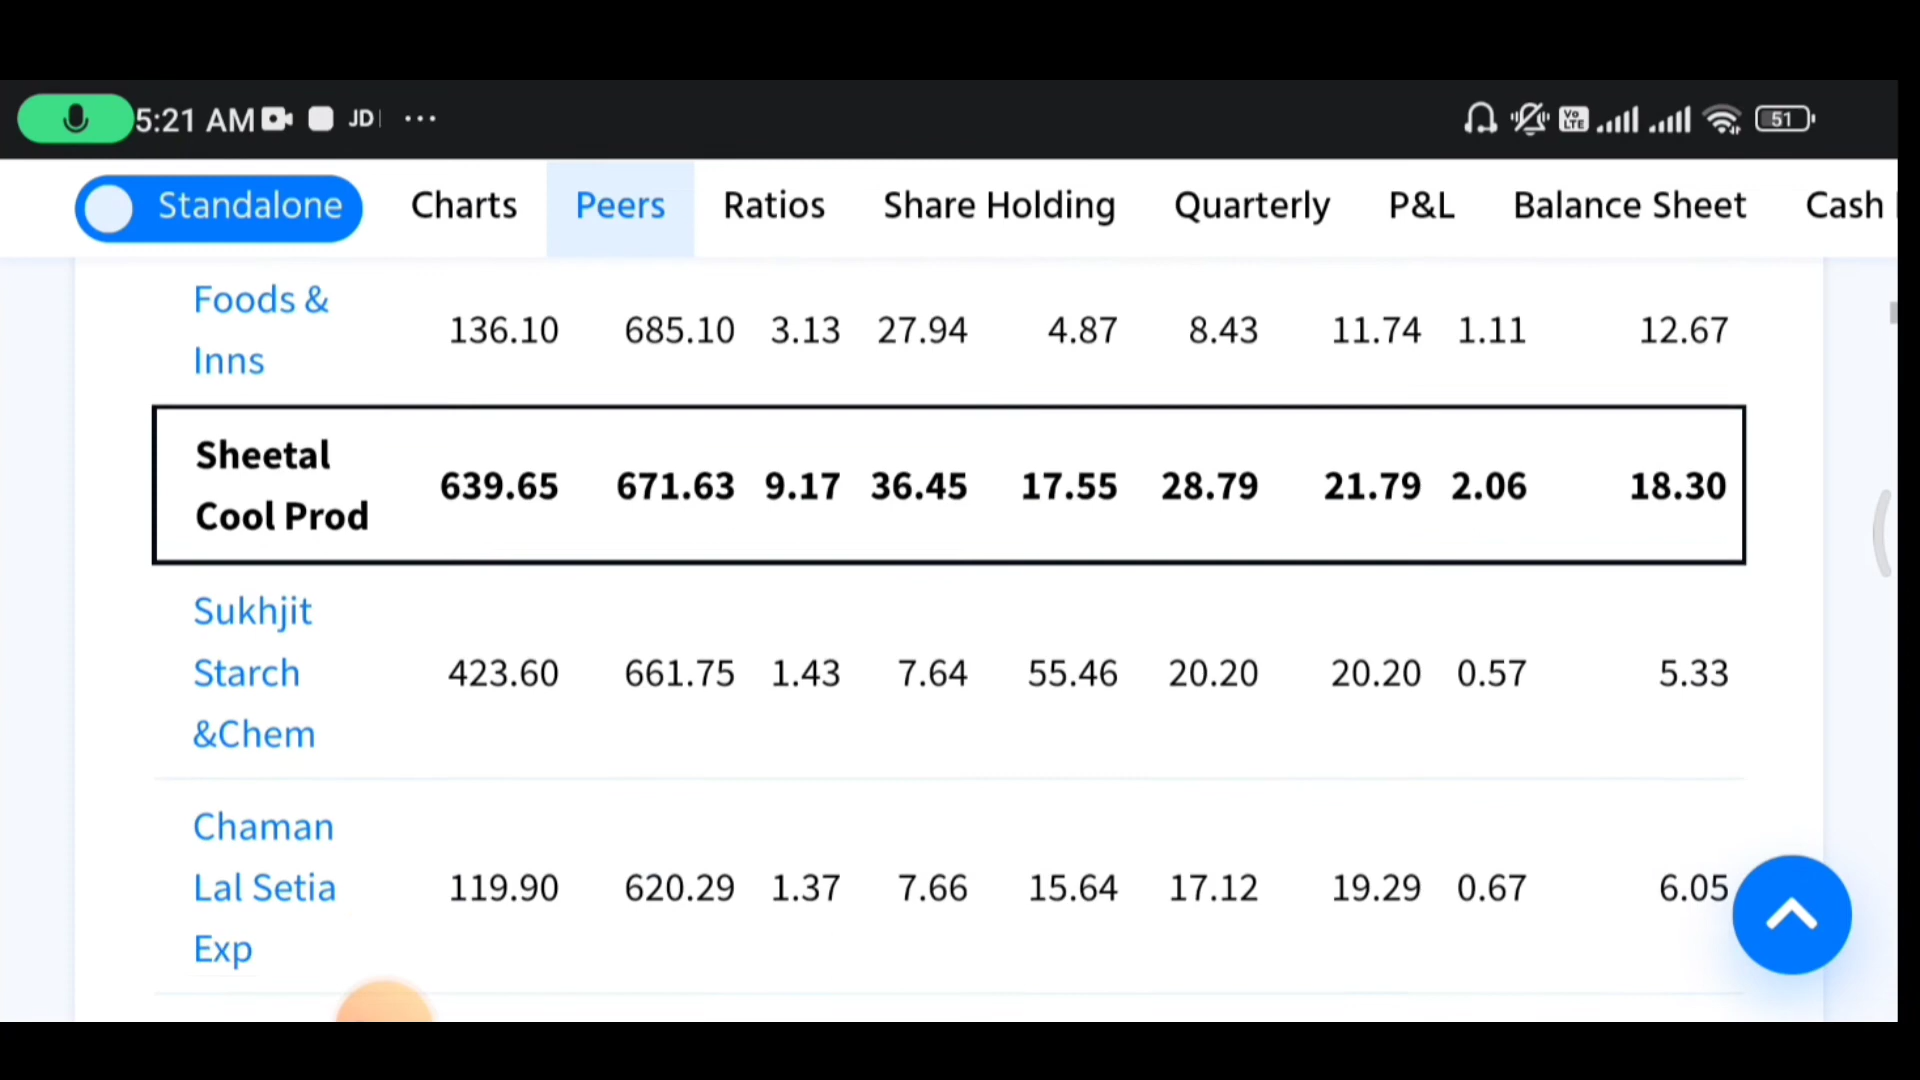 5:21 AM JD ... Vo LTE 51
Standalone Charts Peers Ratios Share Holding Quarterly P&L Balance Sheet Cash
Foods &
Inns 136.10 685.10 3.13 27.94 4.87 8.43 11.74 1.11 12.67
Sheetal
Cool Prod 639.65 671.63 9.17 36.45 17.55 28.79 21.79 2.06 18.30
Sukhjit
Starch 423.60 661.75 1.43 7.64 55.46 20.20 20.20 0.57 5.33
&Chem
Chaman
Lal Setia 119.90 620.29 1.37 7.66 15.64 17.12 19.29 0.67 6.05
Exp